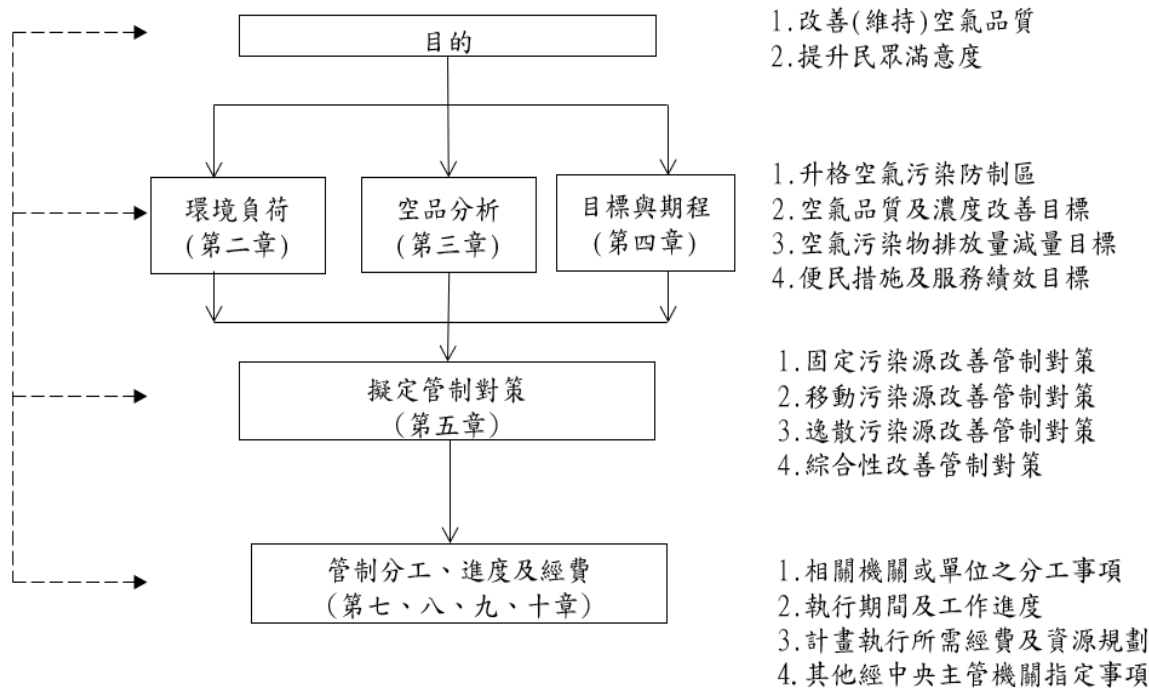 目的
1.改善(維持)空氣品質
2.提升民眾滿意度
環境負荷
(第二章)
空品分析
(第三章)
目標與期程
(第四章)
1.升格空氣污染防制區
2.空氣品質及濃度改善目標
3.空氣污染物排放量減量目標
4.便民措施及服務績效目標
擬定管制對策
(第五章)
1.固定污染源改善管制對策
2.移動污染源改善管制對策
3.逸散污染源改善管制對策
4.綜合性改善管制對策
管制分工、進度及經費
(第七、八、九、十章)
1.相關機關或單位之分工事項
2.執行期間及工作進度
3.計畫執行所需經費及資源規劃
4.其他經中央主管機關指定事項